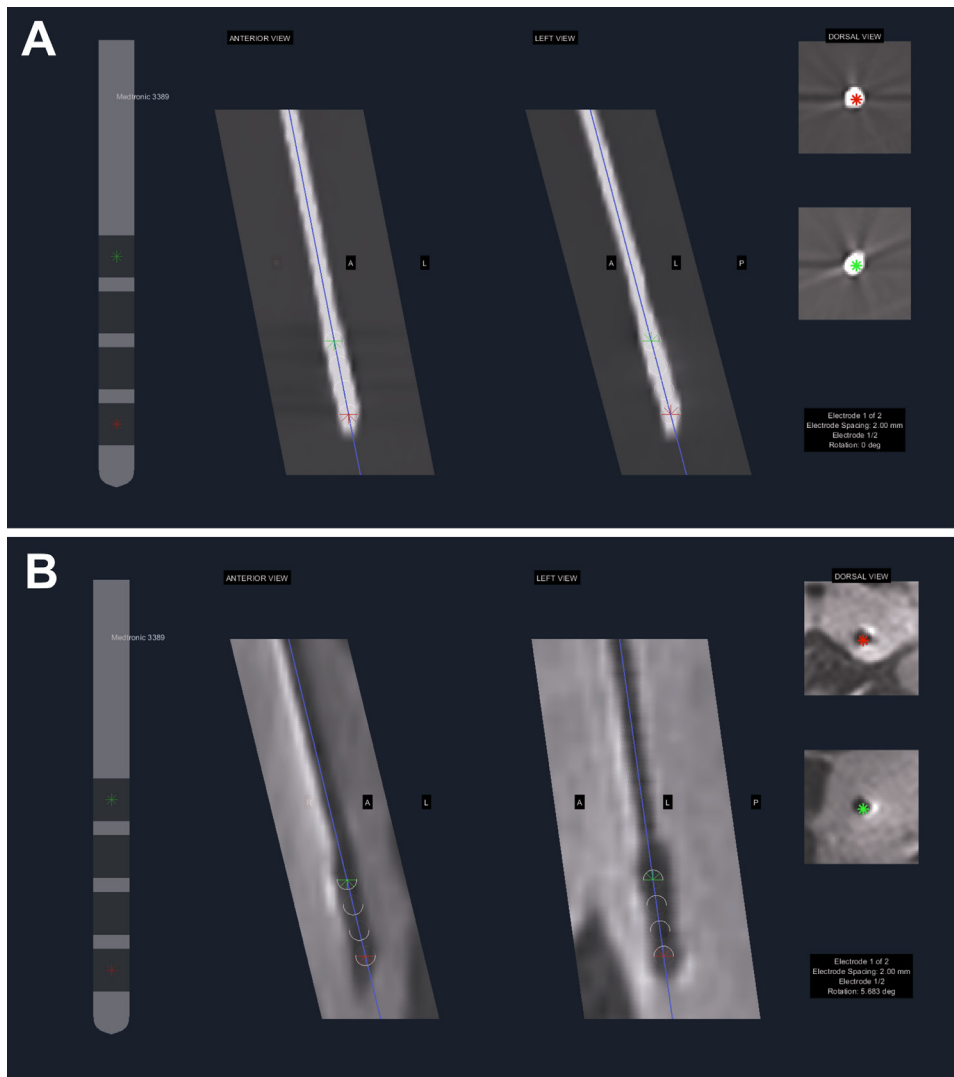 A
ANTERIOR VIEW
LEFT VIEW
DORSAL VIEW
Medtronic 3389
A
L
A
L
P
Electrode 1 of 2
Electrode Spacing: 2.00 mm
Electrode 1/2
Rotation: 0 deg
B
ANTERIOR VIEW
LEFT VIEW
DORSAL VIEW
Medtronic 3389
A
L
A
L
P
Electrode 1 of 2
Electrode Spacing: 2.00 mm
Electrode 1/2
Rotation: 5.683 deg